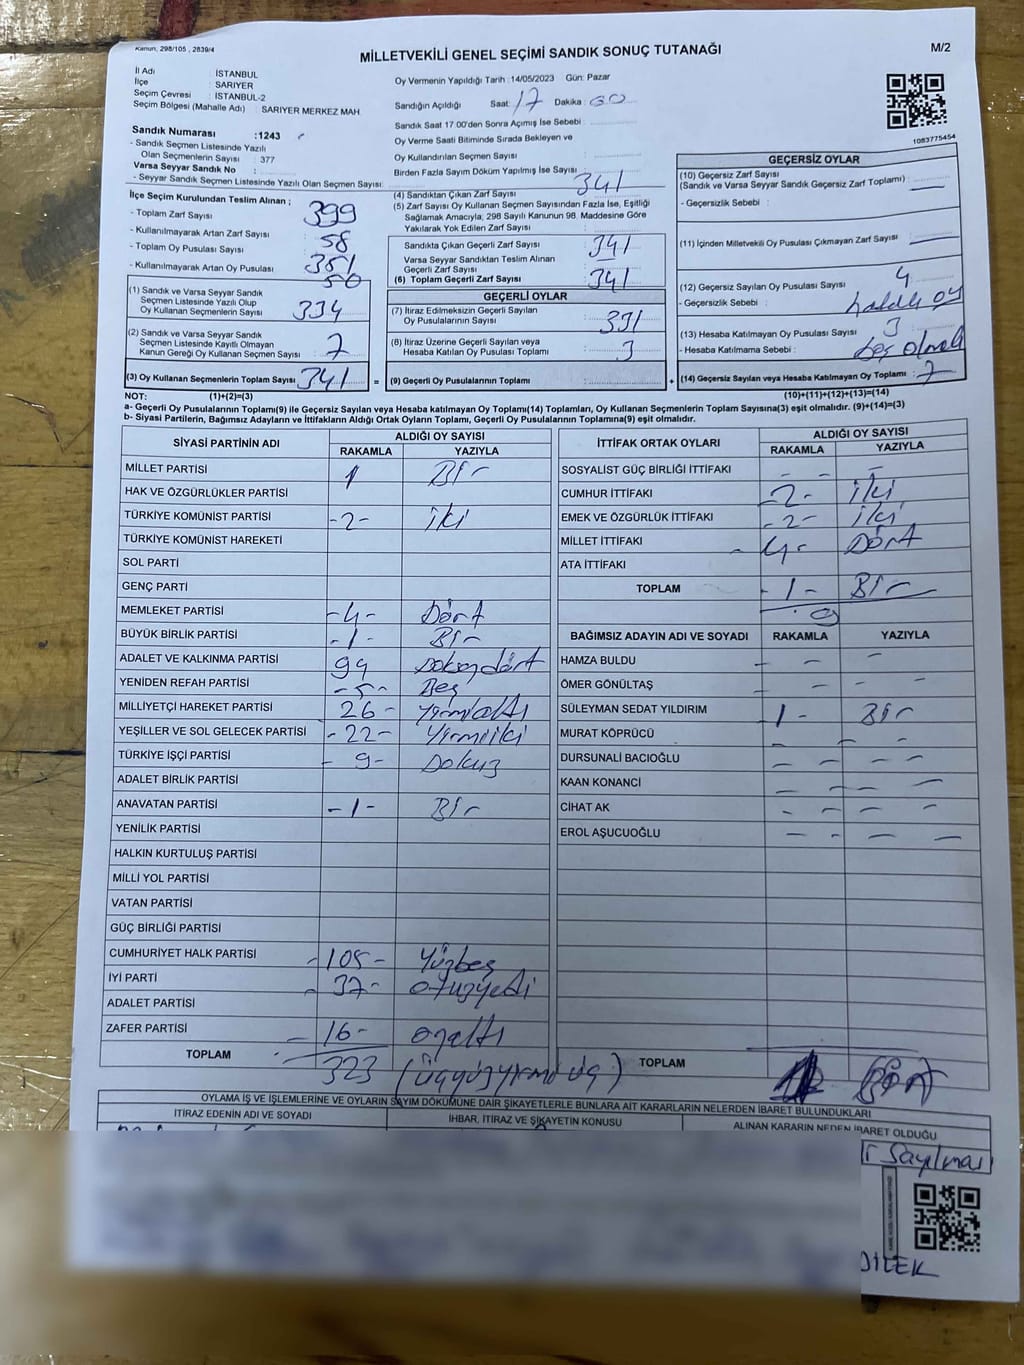 Kanun, 298/105 , 2839/4
MİLLETVEKİLİ GENEL SEÇİMİ SANDIK SONUÇ TUTANAĞI
M/2
İl Adı : İSTANBUL
İlçe : SARIYER
Seçim Çevresi : İSTANBUL-2
Seçim Bölgesi (Mahalle Adı) : SARIYER MERKEZ MAH
Sandık Numarası :1243
- Sandık Seçmen Listesinde Yazılı Olan Seçmenlerin Sayısı : 377
Varsa Seyyar Sandık No :
- Seyyar Sandık Seçmen Listesinde Yazılı Olan Seçmen Sayısı:
Oy Vermenin Yapıldığı Tarih :14/05/2023 Gün: Pazar
Sandığın Açıldığı Saat: 17 Dakika: 00
Sandık Saat 17.00'den Sonra Açımış İse Sebebi :
Oy Verme Saati Bitiminde Sırada Bekleyen ve
Oy Kullandırılan Seçmen Sayısı :
Birden Fazla Sayım Döküm Yapılmış İse Sayısı :
1083775454
İlçe Seçim Kurulundan Teslim Alınan ;
- Toplam Zarf Sayısı : 399
- Kullanılmayarak Artan Zarf Sayısı : 58
- Toplam Oy Pusulası Sayısı : 381
- Kullanılmayarak Artan Oy Pusulası : 50
(1) Sandık ve Varsa Seyyar Sandık
Seçmen Listesinde Yazılı Olup
Oy Kullanan Seçmenlerin Sayısı : 334
(2) Sandık ve Varsa Seyyar Sandık
Seçmen Listesinde Kayıtlı Olmayan
Kanun Gereği Oy Kullanan Seçmen Sayısı : 7
(3) Oy Kullanan Seçmenlerin Toplam Sayısı : 341 =
(4) Sandıktan Çıkan Zarf Sayısı : 341
(5) Zarf Sayısı Oy Kullanan Seçmen Sayısından Fazla İse, Eşitliği
Sağlamak Amacıyla; 298 Sayılı Kanunun 98. Maddesine Göre
Yakılarak Yok Edilen Zarf Sayısı :
Sandıkta Çıkan Geçerli Zarf Sayısı : 341
Varsa Seyyar Sandıktan Teslim Alınan
Geçerli Zarf Sayısı
(6) Toplam Geçerli Zarf Sayısı : 341
GEÇERLİ OYLAR
(7) İtiraz Edilmeksizin Geçerli Sayılan
Oy Pusulalarının Sayısı : 331
(8) İtiraz Üzerine Geçerli Sayılan veya
Hesaba Katılan Oy Pusulası Toplamı : 3
(9) Geçerli Oy Pusulalarının Toplamı : +
GEÇERSİZ OYLAR
(10) Geçersiz Zarf Sayısı
(Sandık ve Varsa Seyyar Sandık Geçersiz Zarf Toplamı) :
- Geçersizlik Sebebi :
(11) İçinden Milletvekili Oy Pusulası Çıkmayan Zarf Sayısı :
(12) Geçersiz Sayılan Oy Pusulası Sayısı : 4
- Geçersizlik Sebebi : hatalı oy
(13) Hesaba Katılmayan Oy Pusulası Sayısı : 3
- Hesaba Katılmama Sebebi : boş olmalı
(14) Geçersiz Sayılan veya Hesaba Katılmayan Oy Toplamı : 7
NOT: (1)+(2)=(3) (10)+(11)+(12)+(13)=(14)
a- Geçerli Oy Pusulalarının Toplamı(9) ile Geçersiz Sayılan veya Hesaba katılmayan Oy Toplamı(14) Toplamları, Oy Kullanan Seçmenlerin Toplam Sayısına(3) eşit olmalıdır. (9)+(14)=(3)
b- Siyasi Partilerin, Bağımsız Adayların ve İttifakların Aldığı Ortak Oyların Toplamı, Geçerli Oy Pusulalarının Toplamına(9) eşit olmalıdır.
SİYASİ PARTİNİN ADI ALDIĞI OY SAYISI
RAKAMLA YAZIYLA
MİLLET PARTİSİ 1 Bir
HAK VE ÖZGÜRLÜKLER PARTİSİ
TÜRKİYE KOMÜNİST PARTİSİ -2- iki
TÜRKİYE KOMÜNİST HAREKETİ
SOL PARTİ
GENÇ PARTİ
MEMLEKET PARTİSİ -4- Dört
BÜYÜK BİRLİK PARTİSİ -1- Bir
ADALET VE KALKINMA PARTİSİ 94 Doksandört
YENİDEN REFAH PARTİSİ -5- Beş
MİLLİYETÇİ HAREKET PARTİSİ 26- yirmialtı
YEŞİLLER VE SOL GELECEK PARTİSİ -22- Yirmiiki
TÜRKİYE İŞÇİ PARTİSİ - 9- Dokuz
ADALET BİRLİK PARTİSİ
ANAVATAN PARTİSİ -1- Bir
YENİLİK PARTİSİ
HALKIN KURTULUŞ PARTİSİ
MİLLİ YOL PARTİSİ
VATAN PARTİSİ
GÜÇ BİRLİĞİ PARTİSİ
CUMHURİYET HALK PARTİSİ -105- Yüzbeş
İYİ PARTİ - 37- otuzyedi
ADALET PARTİSİ
ZAFER PARTİSİ - 16- onaltı
TOPLAM 323 (üçyüzyirmi üç)
İTTİFAK ORTAK OYLARI ALDIĞI OY SAYISI
RAKAMLA YAZIYLA
SOSYALİST GÜÇ BİRLİĞİ İTTİFAKI - - -
CUMHUR İTTİFAKI -2- iki
EMEK VE ÖZGÜRLÜK İTTİFAKI -2- iki
MİLLET İTTİFAKI - 4- Dört
ATA İTTİFAKI
TOPLAM -1- Bir
9
BAĞIMSIZ ADAYIN ADI VE SOYADI RAKAMLA YAZIYLA
HAMZA BULDU - - -
ÖMER GÖNÜLTAŞ - - - -
SÜLEYMAN SEDAT YILDIRIM -1- Bir
MURAT KÖPRÜCÜ - - -
DURSUNALİ BACIOĞLU - - - -
KAAN KONANCİ - - - -
CİHAT AK - - - -
EROL AŞUCUOĞLU - - - -
TOPLAM
OYLAMA İŞ VE İŞLEMLERİNE VE OYLARIN SAYIM DÖKÜMÜNE DAİR ŞİKAYETLERLE BUNLARA AİT KARARLARIN NELERDEN İBARET BULUNDUKLARI
İTİRAZ EDENİN ADI VE SOYADI İHBAR, İTİRAZ VE ŞİKAYETİN KONUSU ALINAN KARARIN NEDEN İBARET OLDUĞU
Sayılması
DİLEK